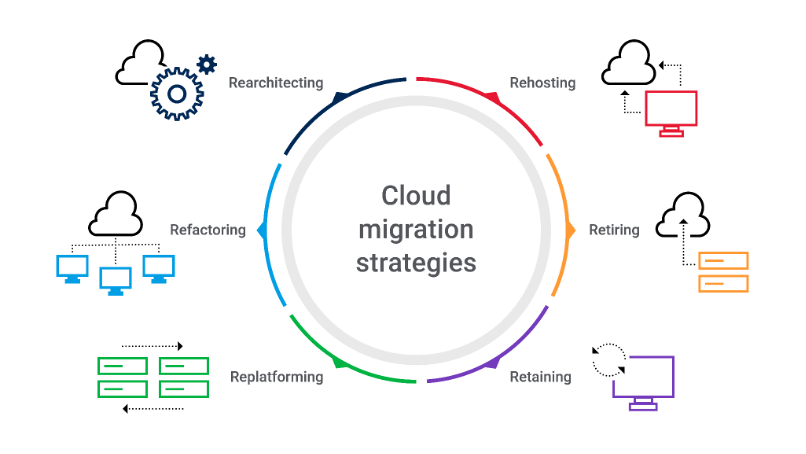 Rearchitecting
Rehosting
Cloud
migration
strategies
Refactoring
Retiring
Replatforming
Retaining